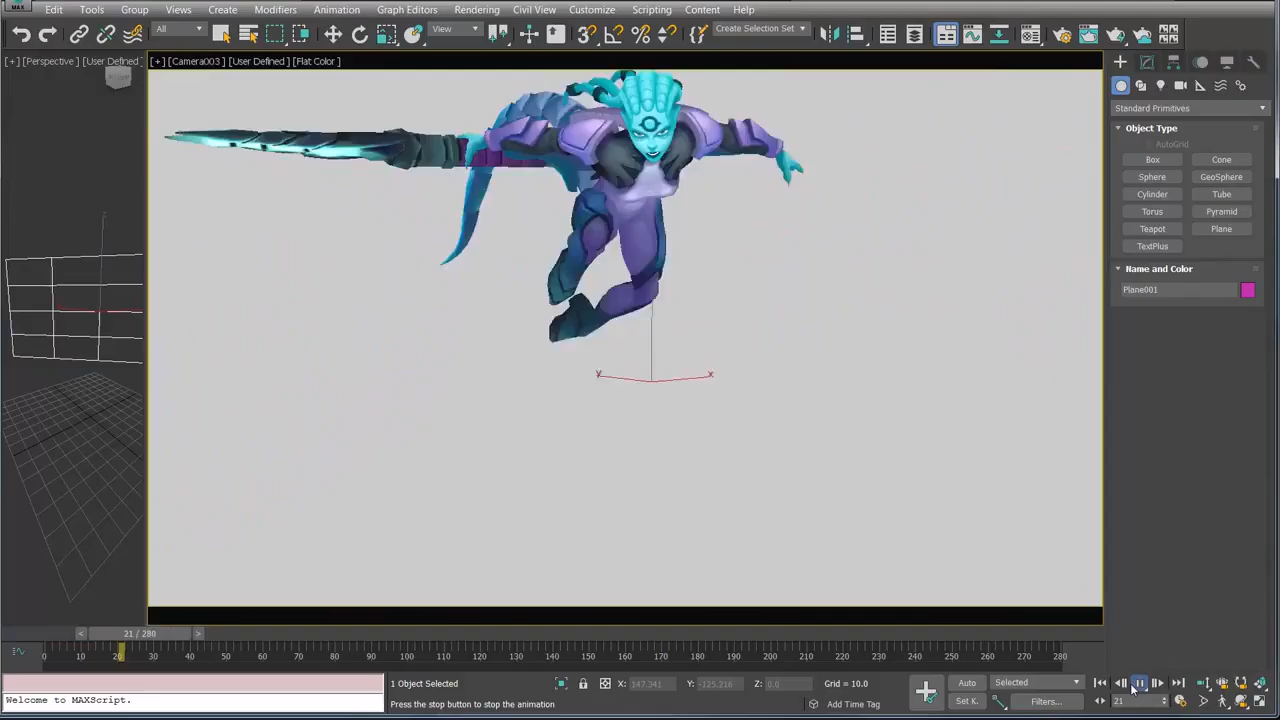 MAX
Edit Tools Group Views Create Modifiers Animation Graph Editors Rendering Civil View Customize Scripting Content Help
All View Create Selection Set
[+] [Perspective] [User Defined]
[+] [Camera003] [User Defined] [Flat Color]
Standard Primitives
Object Type
AutoGrid
Box Cone
Sphere GeoSphere
Cylinder Tube
Torus Pyramid
Teapot Plane
TextPlus
Name and Color
Plane001
y x
< 21 / 280 >
0 10 20 30 40 50 60 70 80 90 100 110 120 130 140 150 160 170 180 190 200 210 220 230 240 250 260 270 280
1 Object Selected X: 147.341 Y: -125.216 Z: 0.0 Grid = 10.0 Auto Selected
Welcome to MAXScript. Press the stop button to stop the animation Add Time Tag Set K. Filters... 21